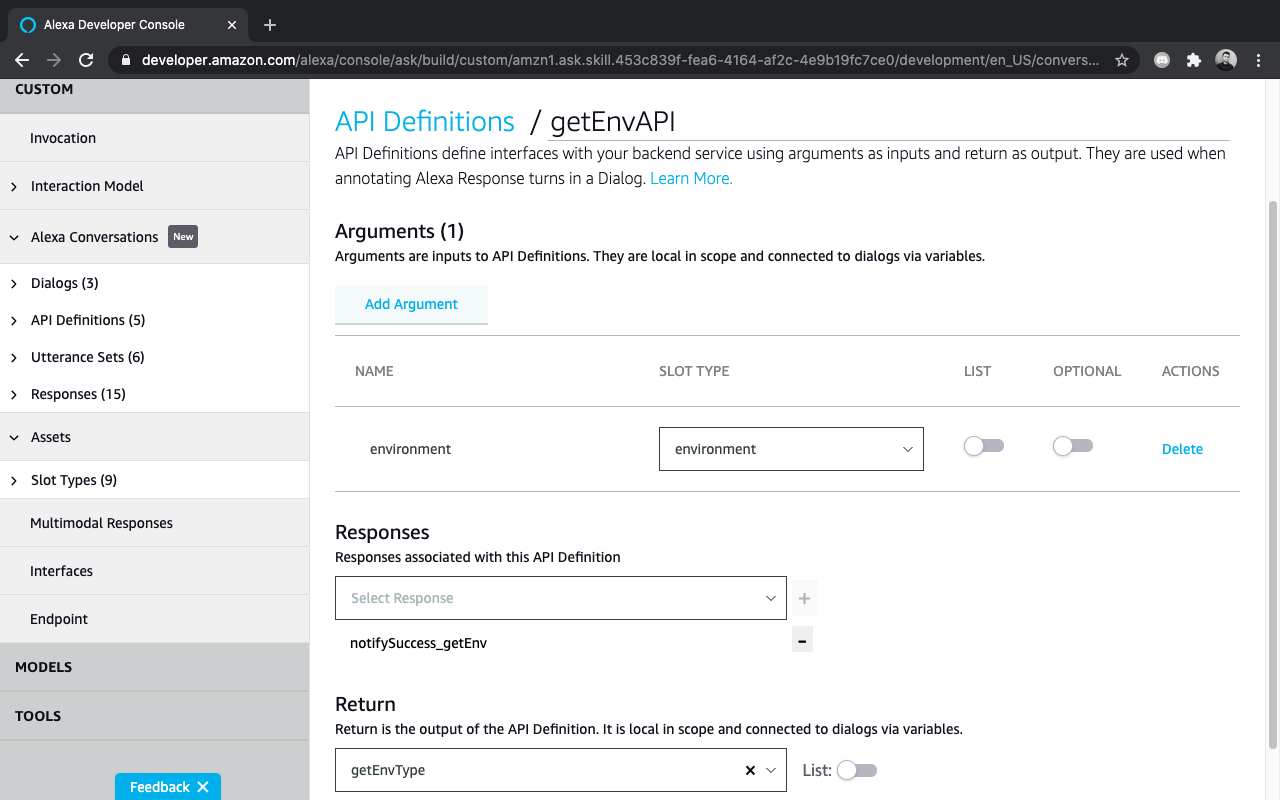 Alexa Developer Console
developer.amazon.com/alexa/console/ask/build/custom/amzn1.ask.skill.453c839f-fea6-4164-af2c-4e9b19fc7ce0/development/en_US/convers...
CUSTOM
Invocation
Interaction Model
Alexa Conversations New
Dialogs (3)
API Definitions (5)
Utterance Sets (6)
Responses (15)
Assets
Slot Types (9)
Multimodal Responses
Interfaces
Endpoint
MODELS
TOOLS
Feedback
API Definitions / getEnvAPI
API Definitions define interfaces with your backend service using arguments as inputs and return as output. They are used when
annotating Alexa Response turns in a Dialog. Learn More.
Arguments (1)
Arguments are inputs to API Definitions. They are local in scope and connected to dialogs via variables.
Add Argument
NAME SLOT TYPE LIST OPTIONAL ACTIONS
environment environment Delete
Responses
Responses associated with this API Definition
Select Response
notifySuccess_getEnv
Return
Return is the output of the API Definition. It is local in scope and connected to dialogs via variables.
getEnvType List: